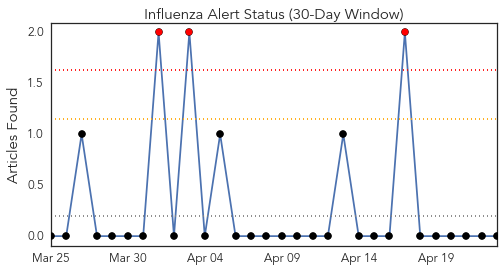 Influenza Alert Status (30-Day Window)
Articles Found
2.0
1.5
1.0
0.5
0.0
Mar 25 Mar 30 Apr 04 Apr 09 Apr 14 Apr 19